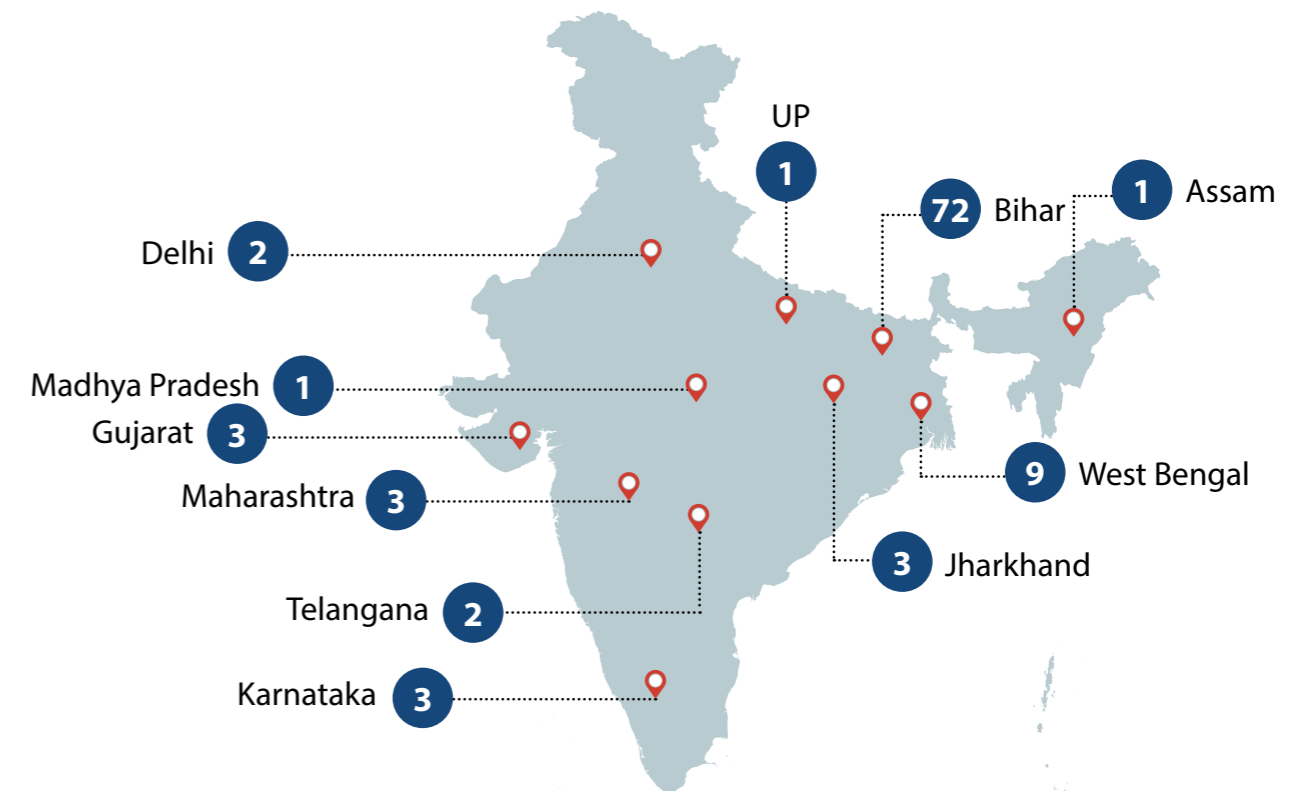 UP
1
72 Bihar
1 Assam
Delhi 2
Madhya Pradesh 1
Gujarat 3
Maharashtra 3
9 West Bengal
3 Jharkhand
Telangana 2
Karnataka 3